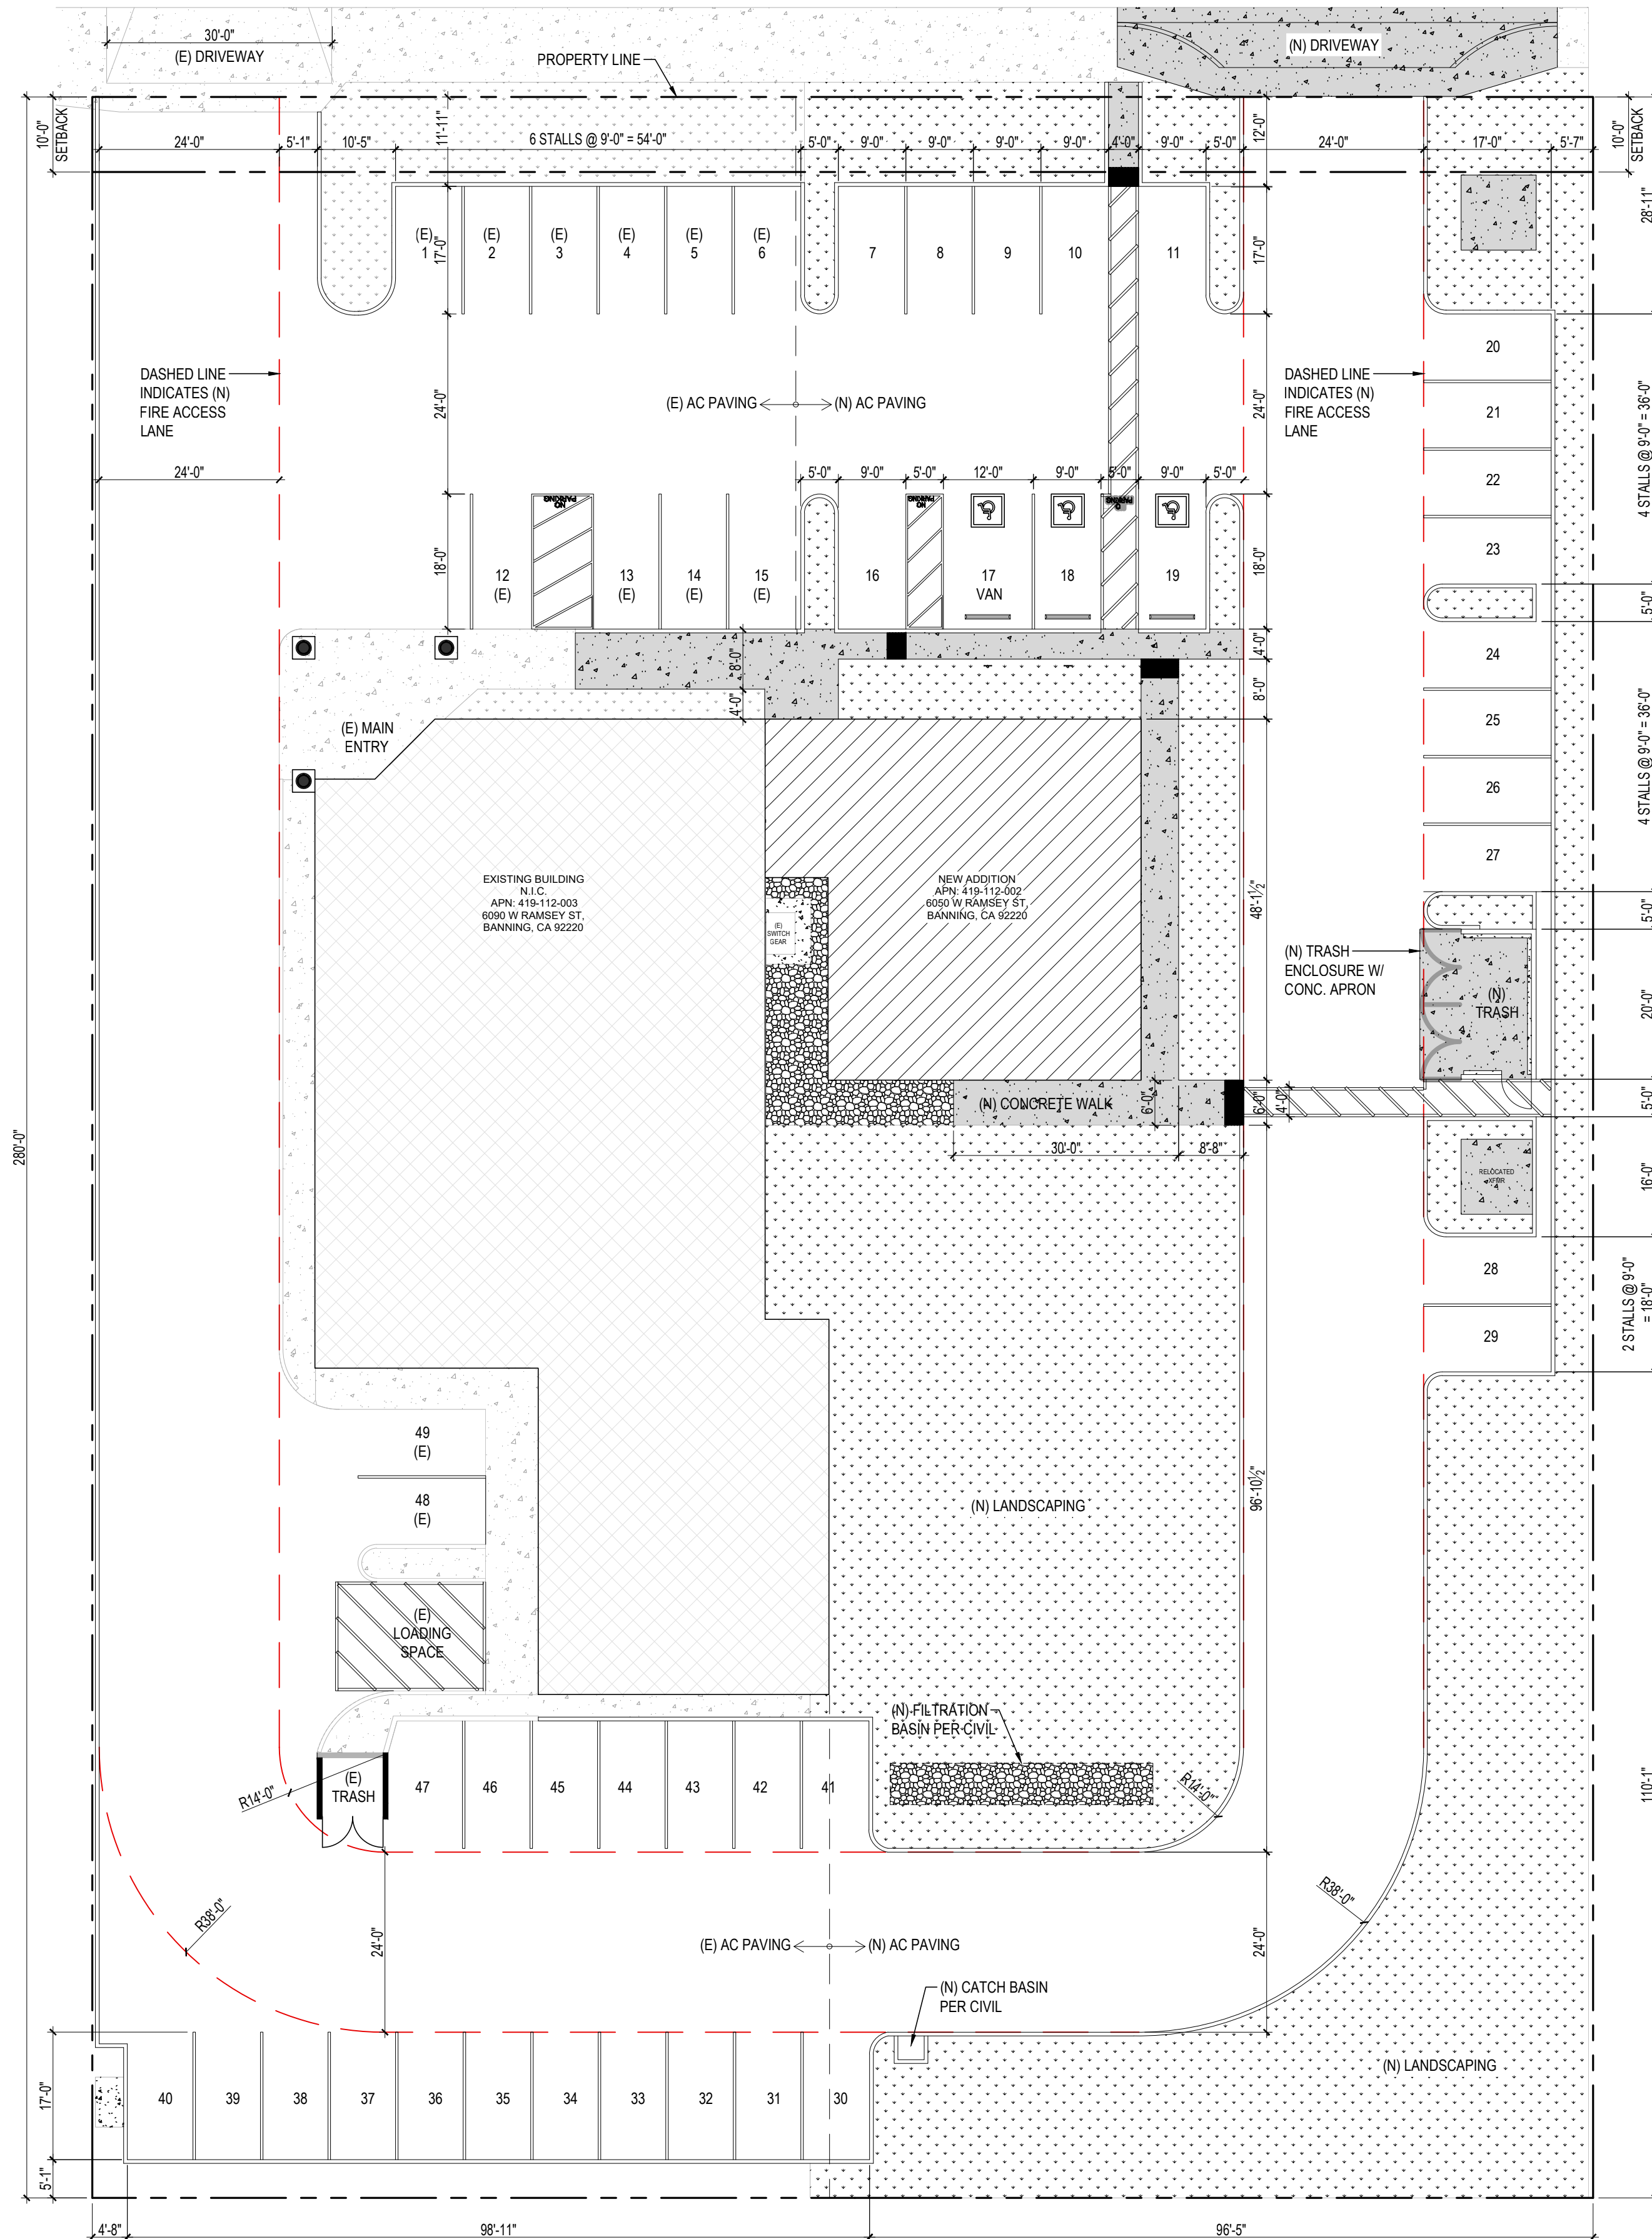 30'-0"
(E) DRIVEWAY
PROPERTY LINE
(N) DRIVEWAY
10'-0"
SETBACK
24'-0"
5'-1"
10'-5"
11'-11"
6 STALLS @ 9'-0" = 54'-0"
5'-0"
9'-0"
9'-0"
9'-0"
9'-0"
4'-0"
9'-0"
5'-0"
12'-0"
24'-0"
17'-0"
5'-7"
10'-0"
SETBACK
28'-11"
(E)
1
(E)
2
(E)
3
(E)
4
(E)
5
(E)
6
7
8
9
10
11
17'-0"
17'-0"
DASHED LINE
INDICATES (N)
FIRE ACCESS
LANE
24'-0"
24'-0"
(E) AC PAVING
(N) AC PAVING
24'-0"
DASHED LINE
INDICATES (N)
FIRE ACCESS
LANE
20
21
22
23
4 STALLS @ 9'-0" = 36'-0"
5'-0"
9'-0"
5'-0"
12'-0"
9'-0"
5'-0"
9'-0"
5'-0"
NO
PARKING
NO
PARKING
PARKING
18'-0"
12
(E)
13
(E)
14
(E)
15
(E)
16
17
VAN
18
19
18'-0"
5'-0"
8'-0"
4'-0"
4'-0"
8'-0"
24
25
26
27
4 STALLS @ 9'-0" = 36'-0"
(E) MAIN
ENTRY
EXISTING BUILDING
N.I.C.
APN: 419-112-003
6090 W RAMSEY ST,
BANNING, CA 92220
NEW ADDITION
APN: 419-112-002
6050 W RAMSEY ST,
BANNING, CA 92220
(E)
SWITCH
GEAR
48'-1½"
5'-0"
(N) TRASH
ENCLOSURE W/
CONC. APRON
(N)
TRASH
20'-0"
280'-0"
(N) CONCRETE WALK
6'-0"
6'-0"
4'-0"
5'-0"
30'-0"
8'-8"
RELOCATED
XFMR
16'-0"
28
29
2 STALLS @ 9'-0"
= 18'-0"
49
(E)
48
(E)
(E)
LOADING
SPACE
(N) LANDSCAPING
96'-10½"
(N) FILTRATION
BASIN PER CIVIL
R14'-0"
(E)
TRASH
47
46
45
44
43
42
41
R14'-0"
110'-1"
R38'-0"
R38'-0"
24'-0"
(E) AC PAVING
(N) AC PAVING
24'-0"
(N) CATCH BASIN
PER CIVIL
(N) LANDSCAPING
17'-0"
40
39
38
37
36
35
34
33
32
31
30
5'-1"
4'-8"
98'-11"
96'-5"